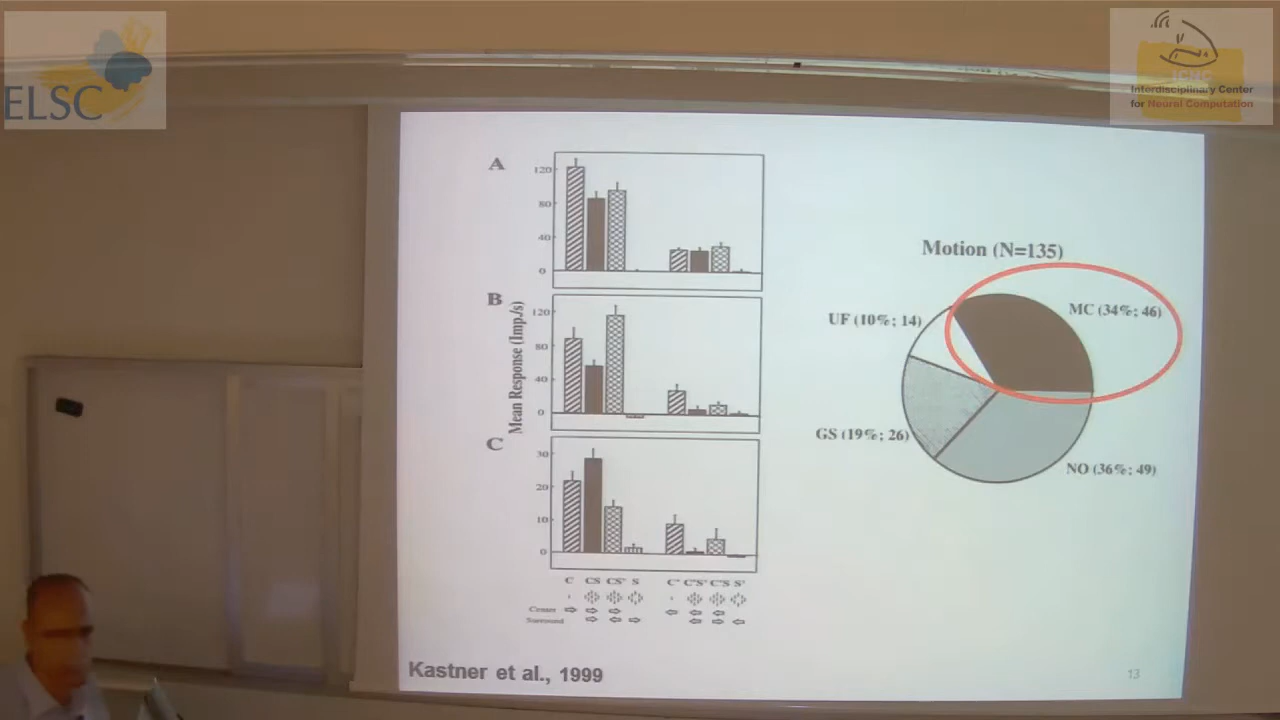 ELSC
ICNC
Interdisciplinary Center
for Neural Computation
A
120
80
40
0
B
120
80
40
0
C
30
20
10
0
Mean Response (Imp./s)
C CS CS' S C' C'S' C'S S'
Center
Surround
Motion (N=135)
MC (34%; 46)
UF (10%; 14)
GS (19%; 26)
NO (36%; 49)
Kastner et al., 1999
13